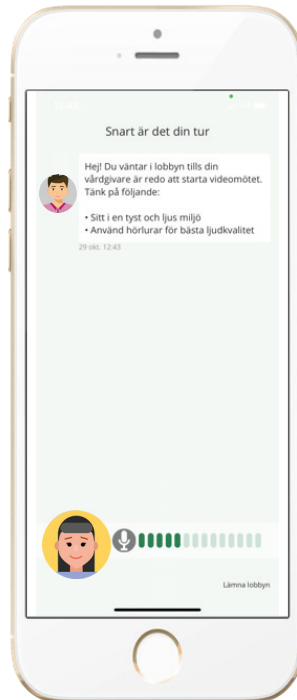 Snart är det din tur
Hej! Du väntar i lobbyn tills din
vårdgivare är redo att starta videomötet.
Tänk på följande:
• Sitt i en tyst och ljus miljö
• Använd hörlurar för bästa ljudkvalitet
29 okt. 12:43
Lämna lobbyn